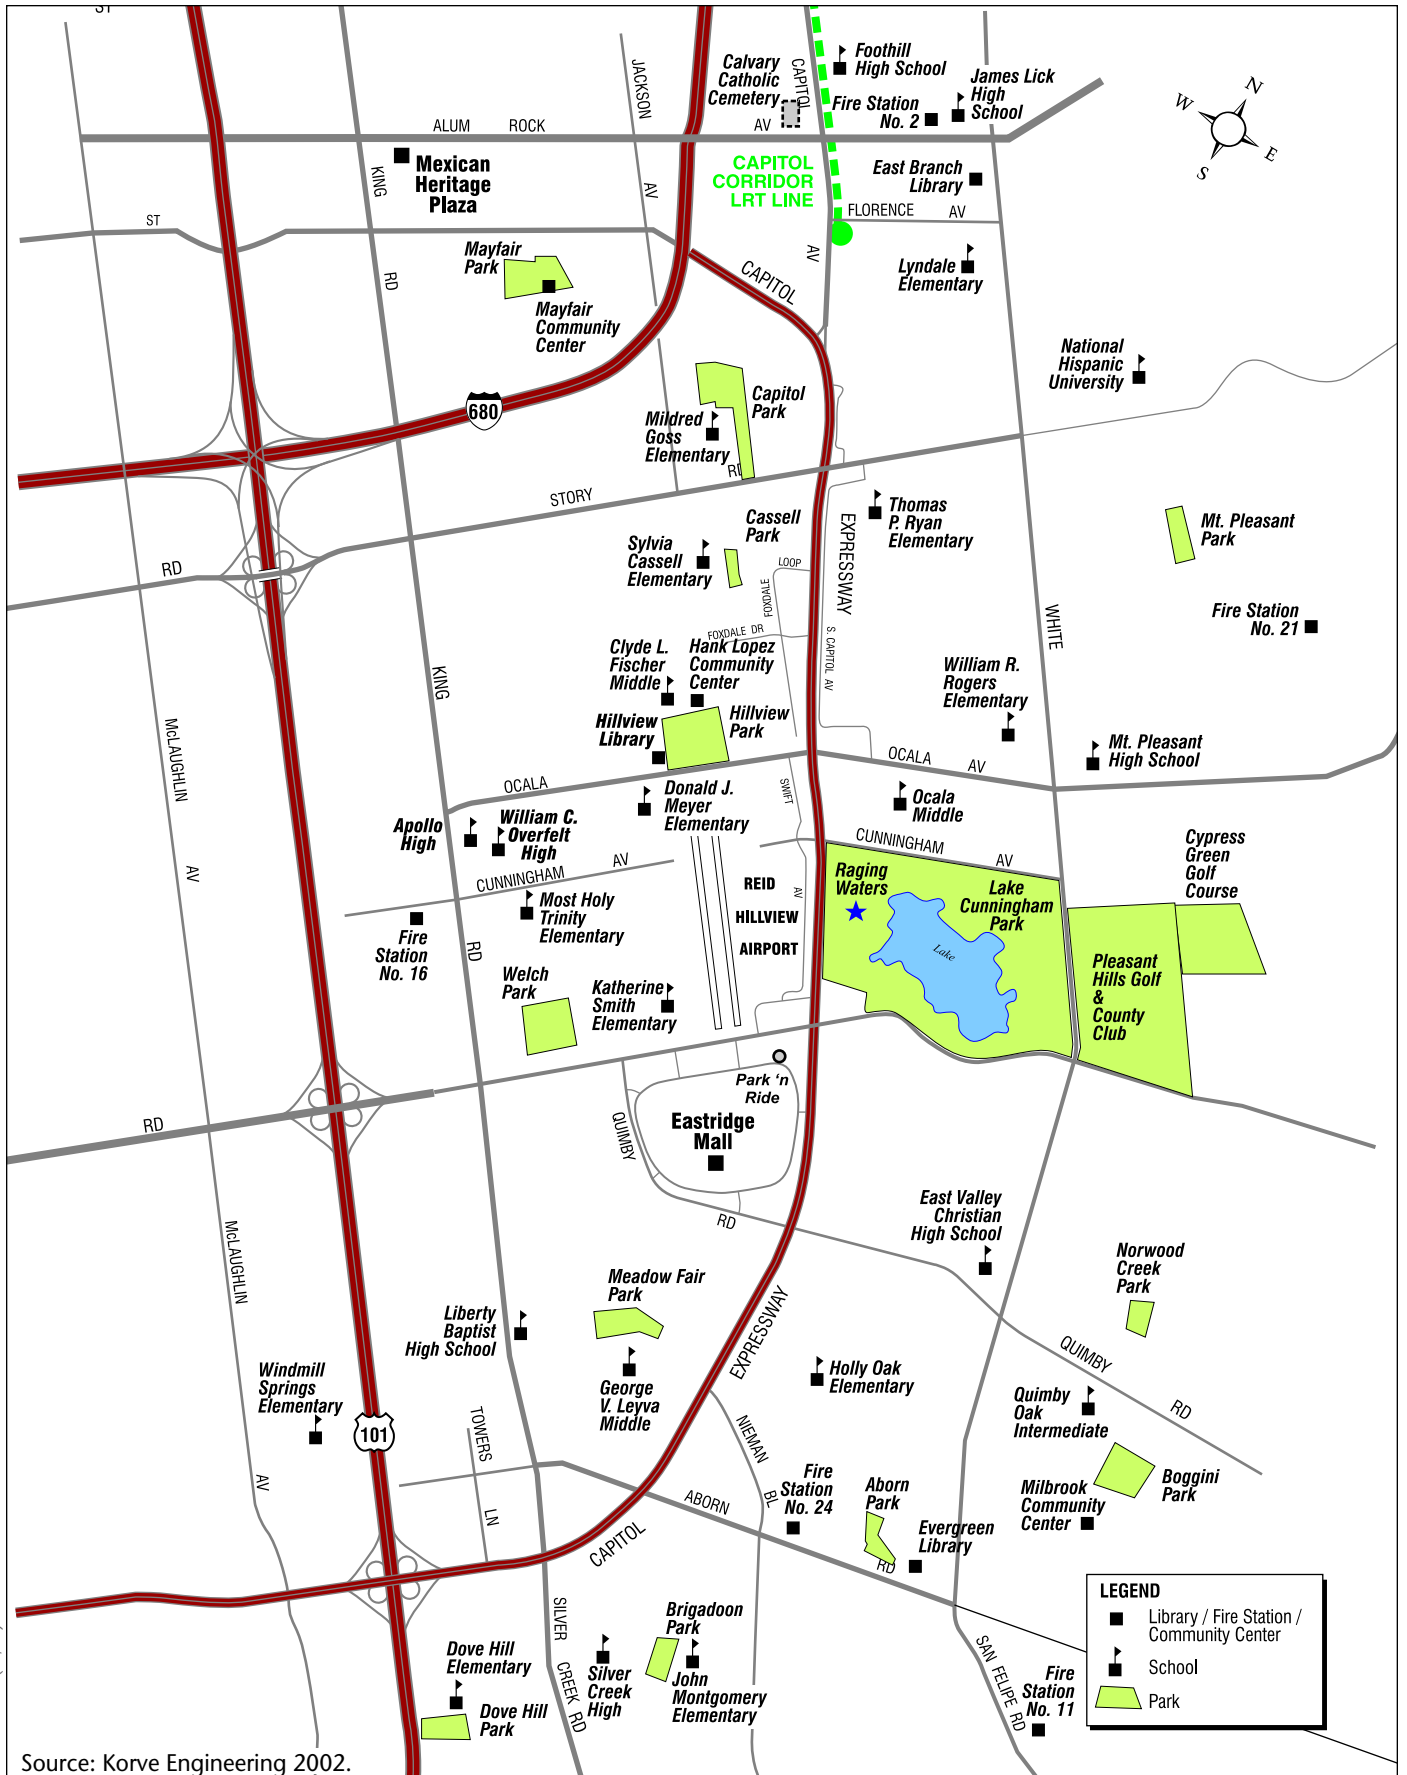 ST
Calvary
Catholic
Cemetery
CAPITOL
Foothill
High School
James Lick
High
School
Fire Station
No. 2
JACKSON
N
W
E
S
ALUM ROCK
AV
Mexican
Heritage
Plaza
KING
AV
CAPITOL
CORRIDOR
LRT LINE
East Branch
Library
FLORENCE AV
ST
Mayfair
Park
RD
AV
CAPITOL
Lyndale
Elementary
Mayfair
Community
Center
National
Hispanic
University
680
Capitol
Park
Mildred
Goss
Elementary
RD
STORY
Cassell
Park
EXPRESSWAY
Thomas
P. Ryan
Elementary
Mt. Pleasant
Park
Sylvia
Cassell
Elementary
RD
LOOP
FOXDALE
WHITE
Fire Station
No. 21
FOXDALE DR
S. CAPITOL AV
Clyde L.
Fischer
Middle
Hank Lopez
Community
Center
William R.
Rogers
Elementary
KING
Hillview
Library
Hillview
Park
McLAUGHLIN
OCALA AV
Mt. Pleasant
High School
OCALA
SWIFT
Donald J.
Meyer
Elementary
Ocala
Middle
Apollo
High
William C.
Overfelt
High
CUNNINGHAM
AV
Cypress
Green
Golf
Course
AV
CUNNINGHAM
AV
REID
HILLVIEW
AIRPORT
AV
Raging
Waters
Lake
Cunningham
Park
Most Holy
Trinity
Elementary
Fire
Station
No. 16
RD
Lake
Pleasant
Hills Golf
&
County
Club
Welch
Park
Katherine
Smith
Elementary
Park 'n
Ride
RD
QUIMBY
Eastridge
Mall
RD
East Valley
Christian
High School
McLAUGHLIN
Norwood
Creek
Park
Meadow Fair
Park
Liberty
Baptist
High School
EXPRESSWAY
QUIMBY
RD
Windmill
Springs
Elementary
George
V. Leyva
Middle
Holly Oak
Elementary
Quimby
Oak
Intermediate
101
TOWERS
LN
NIEMAN
BL
AV
Fire
Station
No. 24
Aborn
Park
Milbrook
Community
Center
Boggini
Park
ABORN
RD
Evergreen
Library
CAPITOL
LEGEND
Library / Fire Station /
Community Center
School
Park
SILVER
CREEK RD
Brigadoon
Park
Dove Hill
Elementary
Silver
Creek
High
John
Montgomery
Elementary
SAN FELIPE RD
Fire
Station
No. 11
Dove Hill
Park
Source: Korve Engineering 2002.